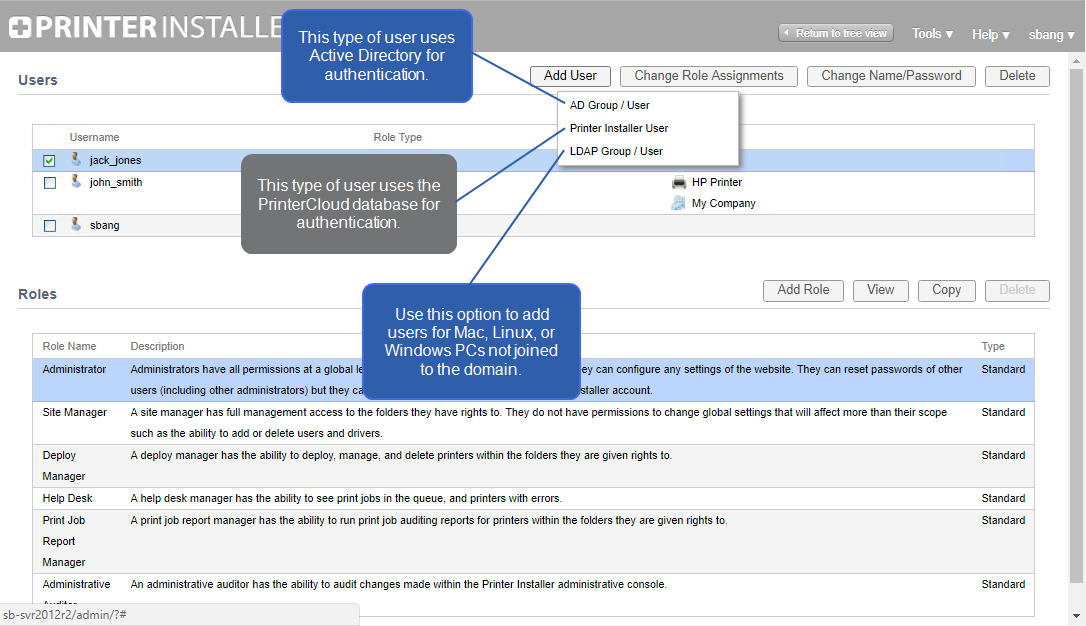 PRINTER INSTALLE
Return to tree view
Tools ▾
Help ▾
sbang ▾
This type of user uses
Active Directory for
authentication.
Users
Add User
Change Role Assignments
Change Name/Password
Delete
AD Group / User
Printer Installer User
LDAP Group / User
Username
Role Type
jack_jones
john_smith
HP Printer
My Company
sbang
This type of user uses the
PrinterCloud database for
authentication.
Roles
Add Role
View
Copy
Delete
Use this option to add
users for Mac, Linux, or
Windows PCs not joined
to the domain.
Role Name
Description
Type
Administrator
Administrators have all permissions at a global le ey can configure any settings of the website. They can reset passwords of other
users (including other administrators) but they ca staller account.
Standard
Site Manager
A site manager has full management access to the folders they have rights to. They do not have permissions to change global settings that will affect more than their scope
such as the ability to add or delete users and drivers.
Standard
Deploy
Manager
A deploy manager has the ability to deploy, manage, and delete printers within the folders they are given rights to.
Standard
Help Desk
A help desk manager has the ability to see print jobs in the queue, and printers with errors.
Standard
Print Job
Report
Manager
A print job report manager has the ability to run print job auditing reports for printers within the folders they are given rights to.
Standard
Administrative
Auditor
An administrative auditor has the ability to audit changes made within the Printer Installer administrative console.
Standard
sb-svr2012r2/admin/?#